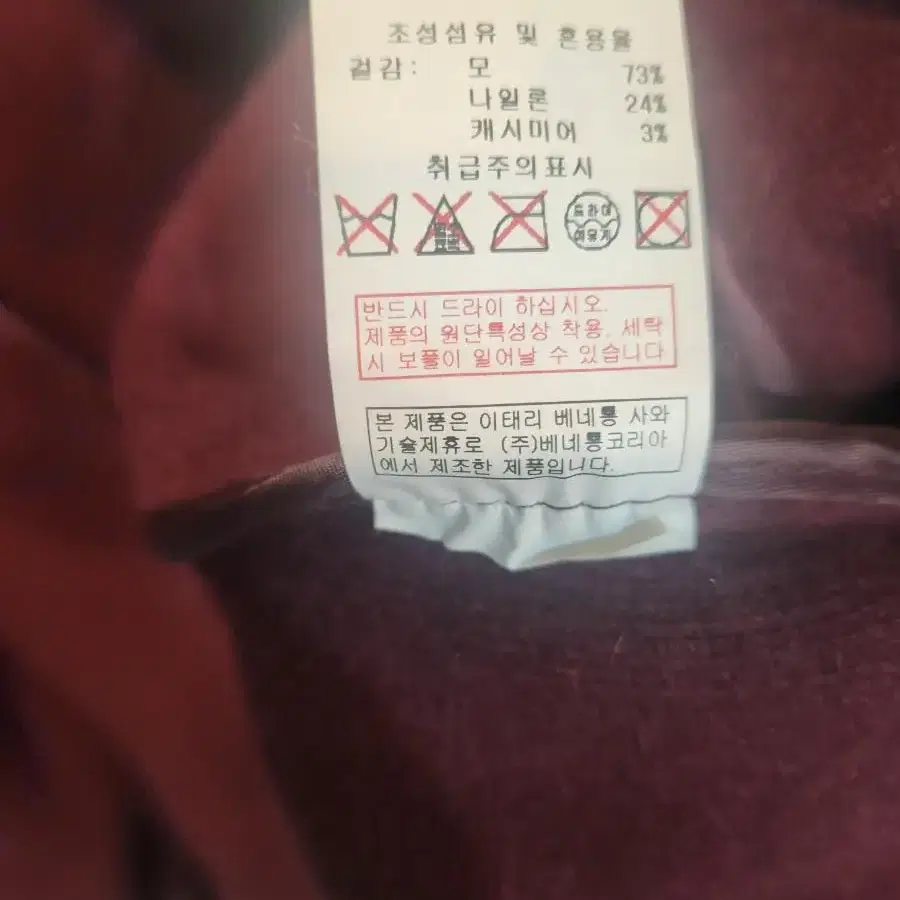 조성섬유 및 혼용율
겉감: 모 73%
나일론 24%
캐시미어 3%
취급주의표시
드라이
반드시 드라이 하십시오.
제품의 원단특성상 착용, 세탁
시 보풀이 일어날 수 있습니다
본 제품은 이태리 베네통 사와
기술제휴로 (주)베네통코리아
에서 제조한 제품입니다.